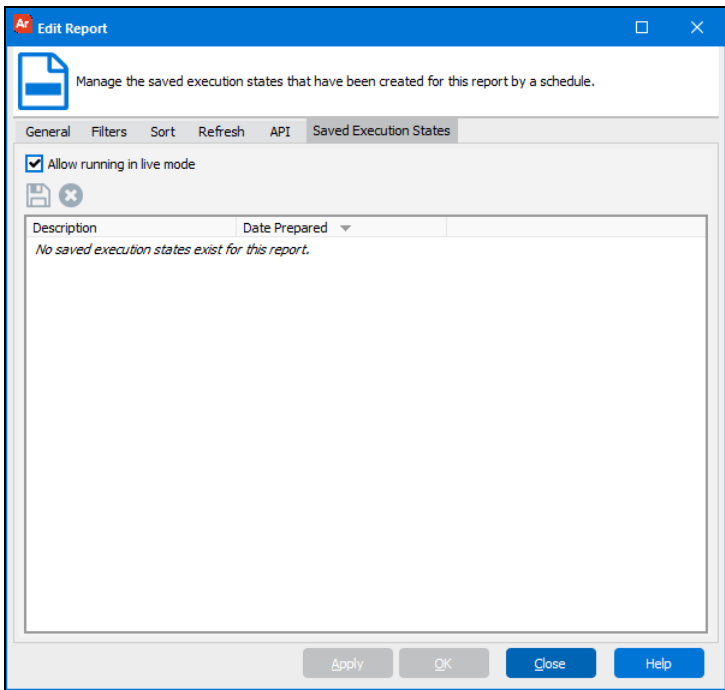 Ar Edit Report
Manage the saved execution states that have been created for this report by a schedule.
General Filters Sort Refresh API Saved Execution States
Allow running in live mode
Description Date Prepared
No saved execution states exist for this report.
Apply OK Close Help